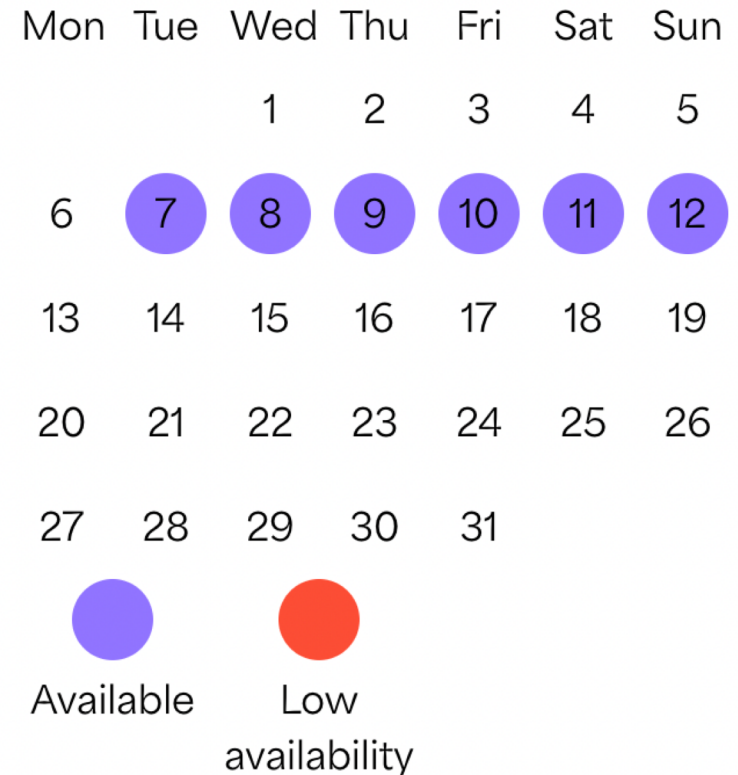 Mon Tue Wed Thu Fri Sat Sun
1 2 3 4 5
6 7 8 9 10 11 12
13 14 15 16 17 18 19
20 21 22 23 24 25 26
27 28 29 30 31
Available Low
availability